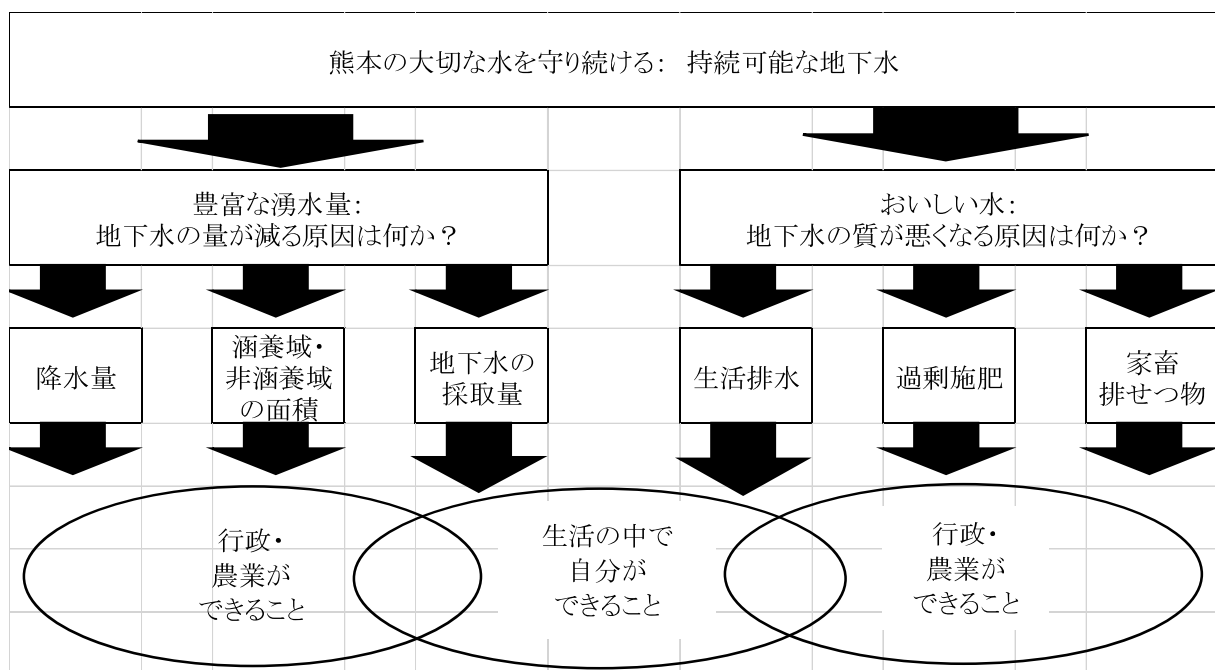 熊本の大切な水を守り続ける： 持続可能な地下水
豊富な湧水量：
地下水の量が減る原因は何か？
おいしい水：
地下水の質が悪くなる原因は何か？
降水量
涵養域・
非涵養域
の面積
地下水の
採取量
生活排水
過剰施肥
家畜
排せつ物
行政・
農業が
できること
生活の中で
自分が
できること
行政・
農業が
できること